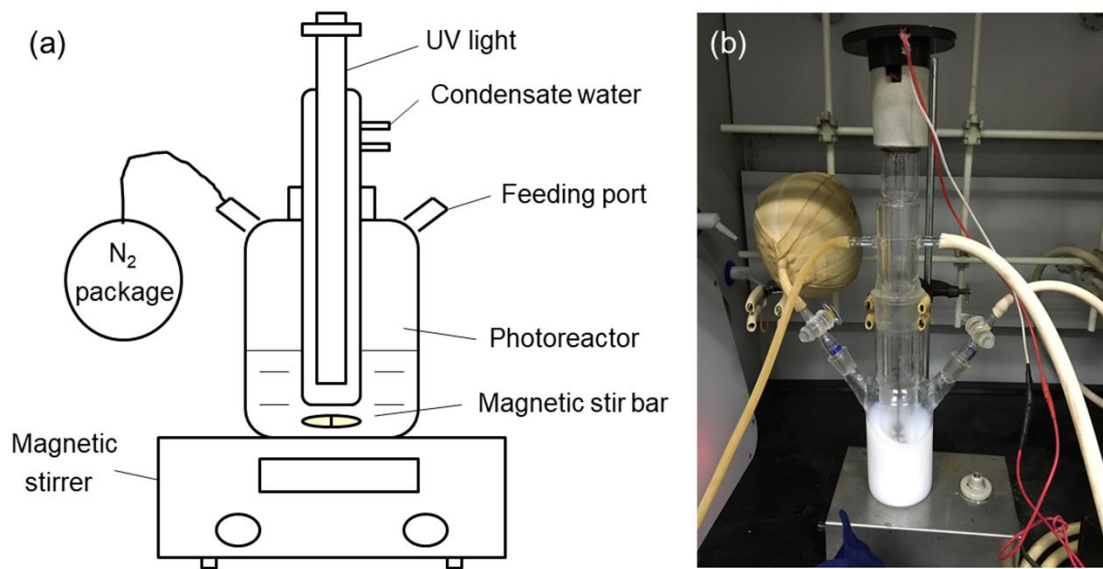 (a)
UV light
Condensate water
Feeding port
N₂
package
Photoreactor
Magnetic stir bar
Magnetic
stirrer
(b)